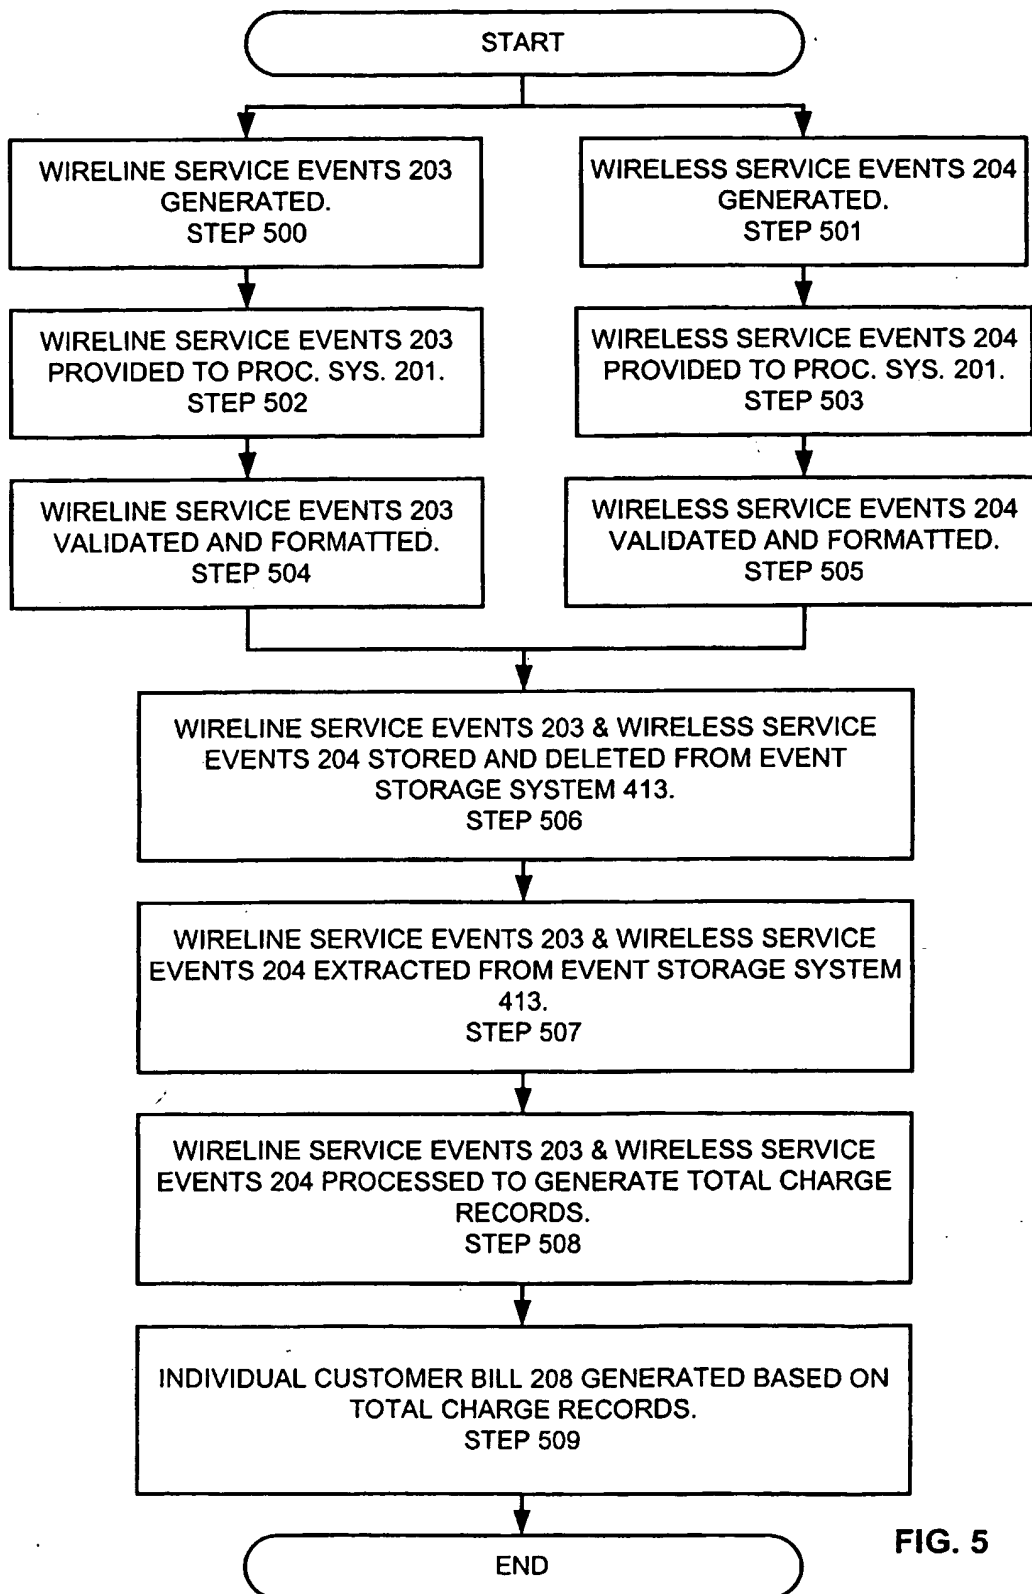 START
WIRELINE SERVICE EVENTS 203
GENERATED.
STEP 500
WIRELESS SERVICE EVENTS 204
GENERATED.
STEP 501
WIRELINE SERVICE EVENTS 203
PROVIDED TO PROC. SYS. 201.
STEP 502
WIRELESS SERVICE EVENTS 204
PROVIDED TO PROC. SYS. 201.
STEP 503
WIRELINE SERVICE EVENTS 203
VALIDATED AND FORMATTED.
STEP 504
WIRELESS SERVICE EVENTS 204
VALIDATED AND FORMATTED.
STEP 505
WIRELINE SERVICE EVENTS 203 & WIRELESS SERVICE
EVENTS 204 STORED AND DELETED FROM EVENT
STORAGE SYSTEM 413.
STEP 506
WIRELINE SERVICE EVENTS 203 & WIRELESS SERVICE
EVENTS 204 EXTRACTED FROM EVENT STORAGE SYSTEM
413.
STEP 507
WIRELINE SERVICE EVENTS 203 & WIRELESS SERVICE
EVENTS 204 PROCESSED TO GENERATE TOTAL CHARGE
RECORDS.
STEP 508
INDIVIDUAL CUSTOMER BILL 208 GENERATED BASED ON
TOTAL CHARGE RECORDS.
STEP 509
END
FIG. 5